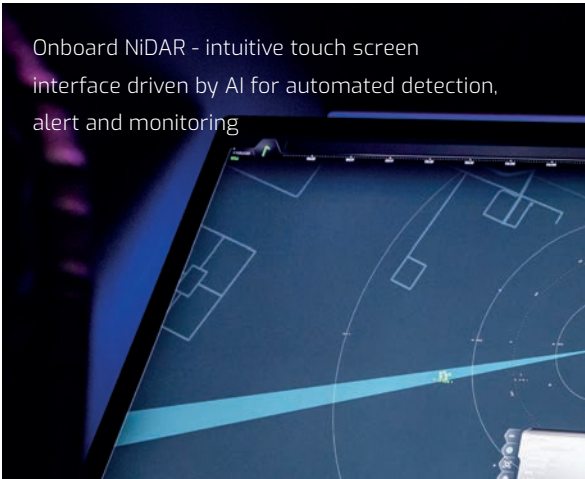 Onboard NiDAR - intuitive touch screen
interface driven by AI for automated detection,
alert and monitoring